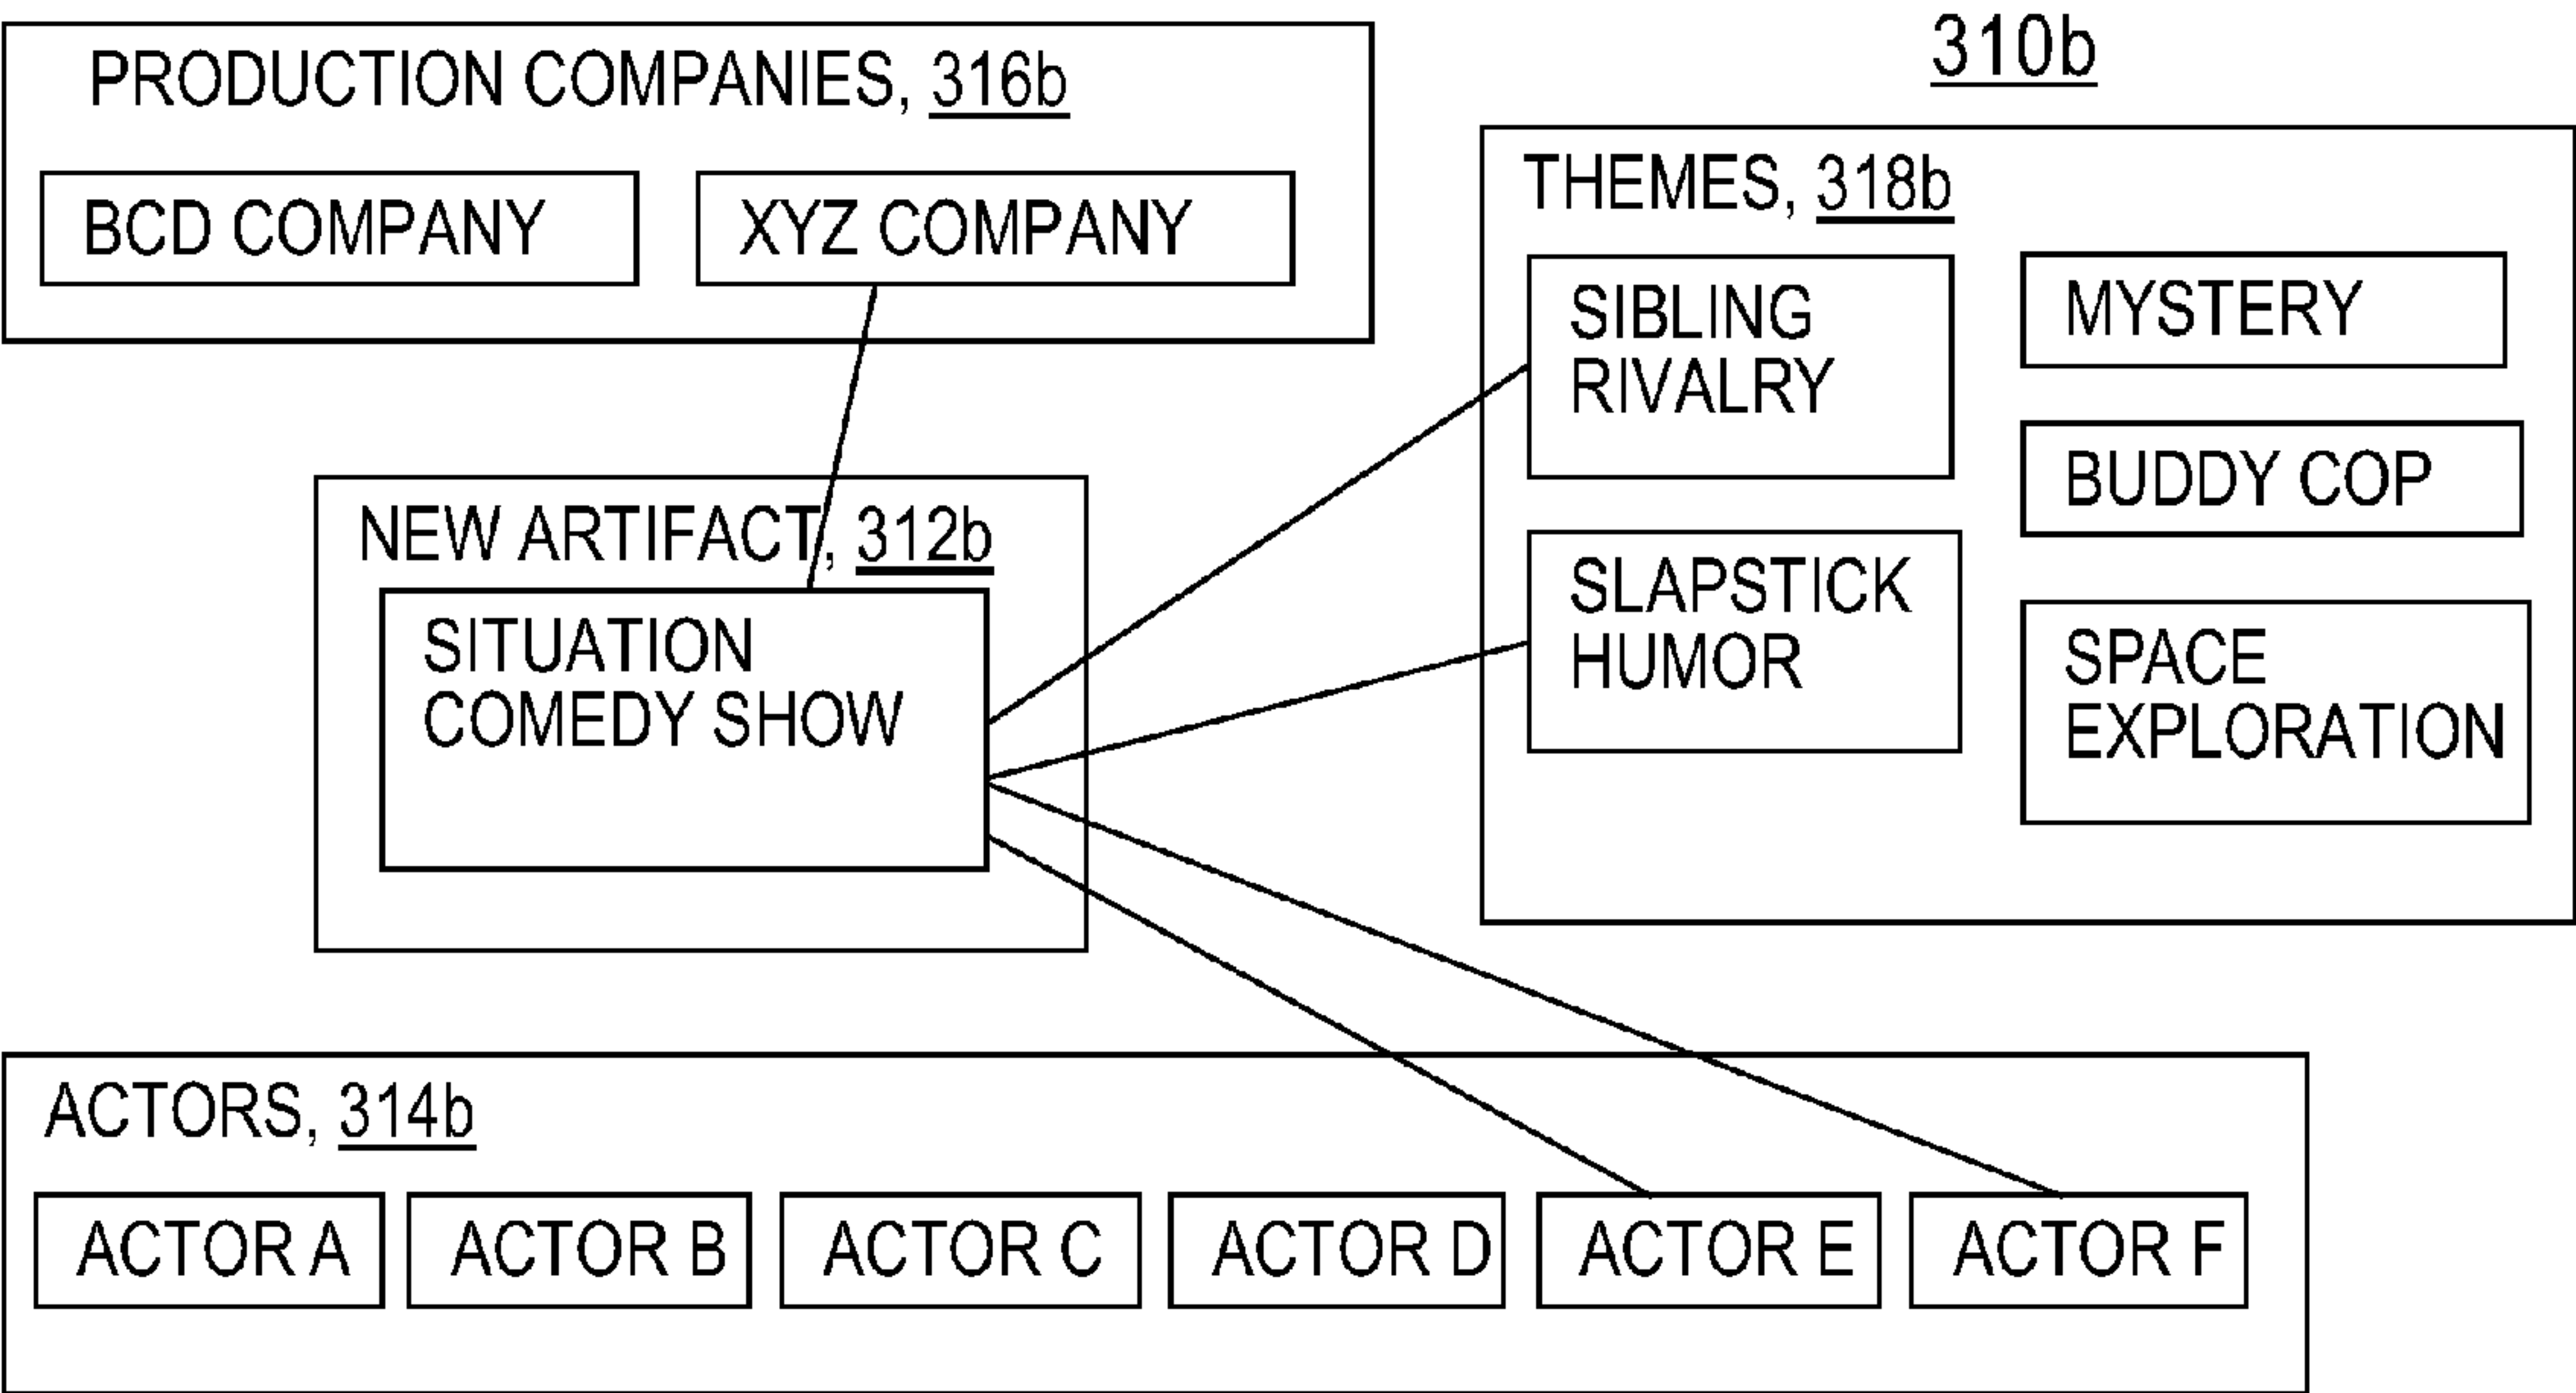 310b
PRODUCTION COMPANIES, 316b
BCD COMPANY
XYZ COMPANY
THEMES, 318b
SIBLING
RIVALRY
MYSTERY
BUDDY COP
SLAPSTICK
HUMOR
SPACE
EXPLORATION
NEW ARTIFACT, 312b
SITUATION
COMEDY SHOW
ACTORS, 314b
ACTOR A
ACTOR B
ACTOR C
ACTOR D
ACTOR E
ACTOR F